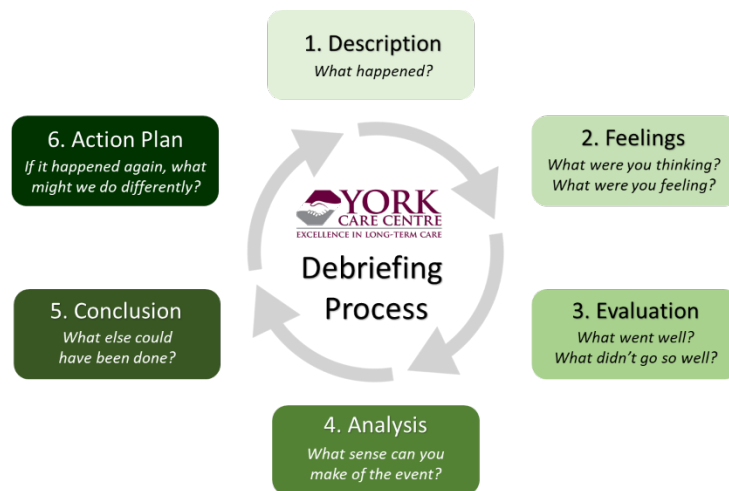 1. Description
What happened?
2. Feelings
What were you thinking?
What were you feeling?
3. Evaluation
What went well?
What didn't go so well?
4. Analysis
What sense can you
make of the event?
5. Conclusion
What else could
have been done?
6. Action Plan
If it happened again, what
might we do differently?
YORK
CARE CENTRE
EXCELLENCE IN LONG-TERM CARE
Debriefing
Process